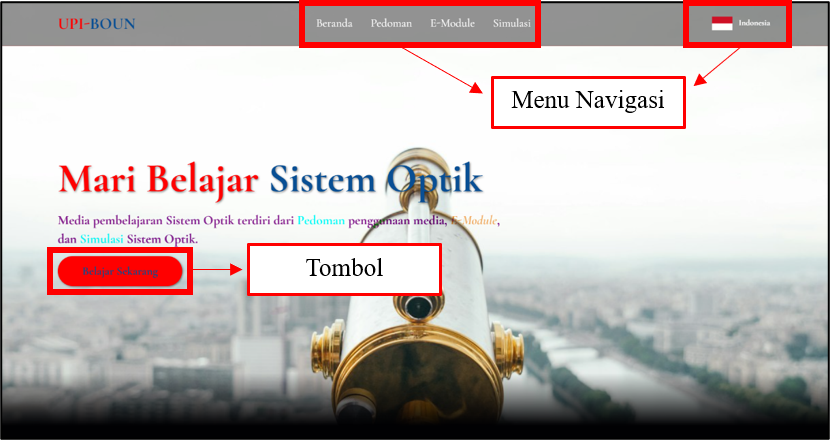 UPI-BOUN
Beranda Pedoman E-Module Simulasi
Indonesia
Menu Navigasi
Mari Belajar Sistem Optik
Media pembelajaran Sistem Optik terdiri dari Pedoman penggunaan media, E-Module,
dan Simulasi Sistem Optik.
Belajar Sekarang
Tombol